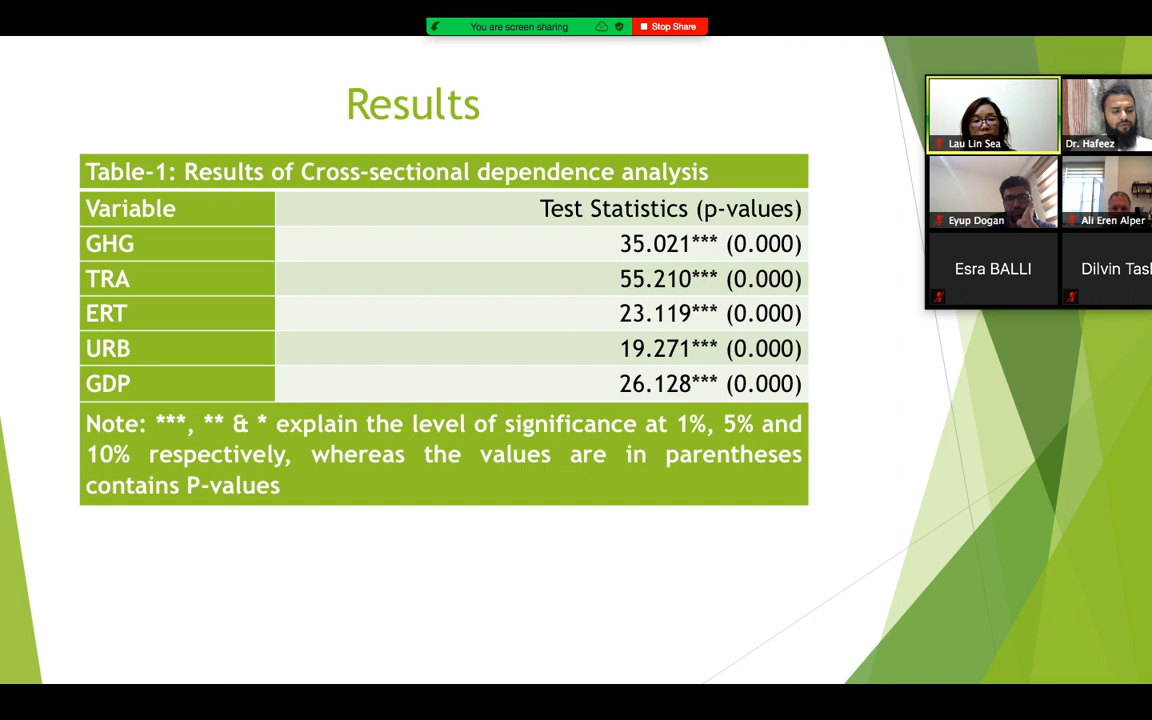 You are screen sharing
Stop Share
Results
Table-1: Results of Cross-sectional dependence analysis
Variable Test Statistics (p-values)
GHG 35.021*** (0.000)
TRA 55.210*** (0.000)
ERT 23.119*** (0.000)
URB 19.271*** (0.000)
GDP 26.128*** (0.000)
Note: ***, ** & * explain the level of significance at 1%, 5% and
10% respectively, whereas the values are in parentheses
contains P-values
Lau Lin Sea
Dr. Hafeez
Eyup Dogan
Ali Eren Alper
Esra BALLI
Dilvin